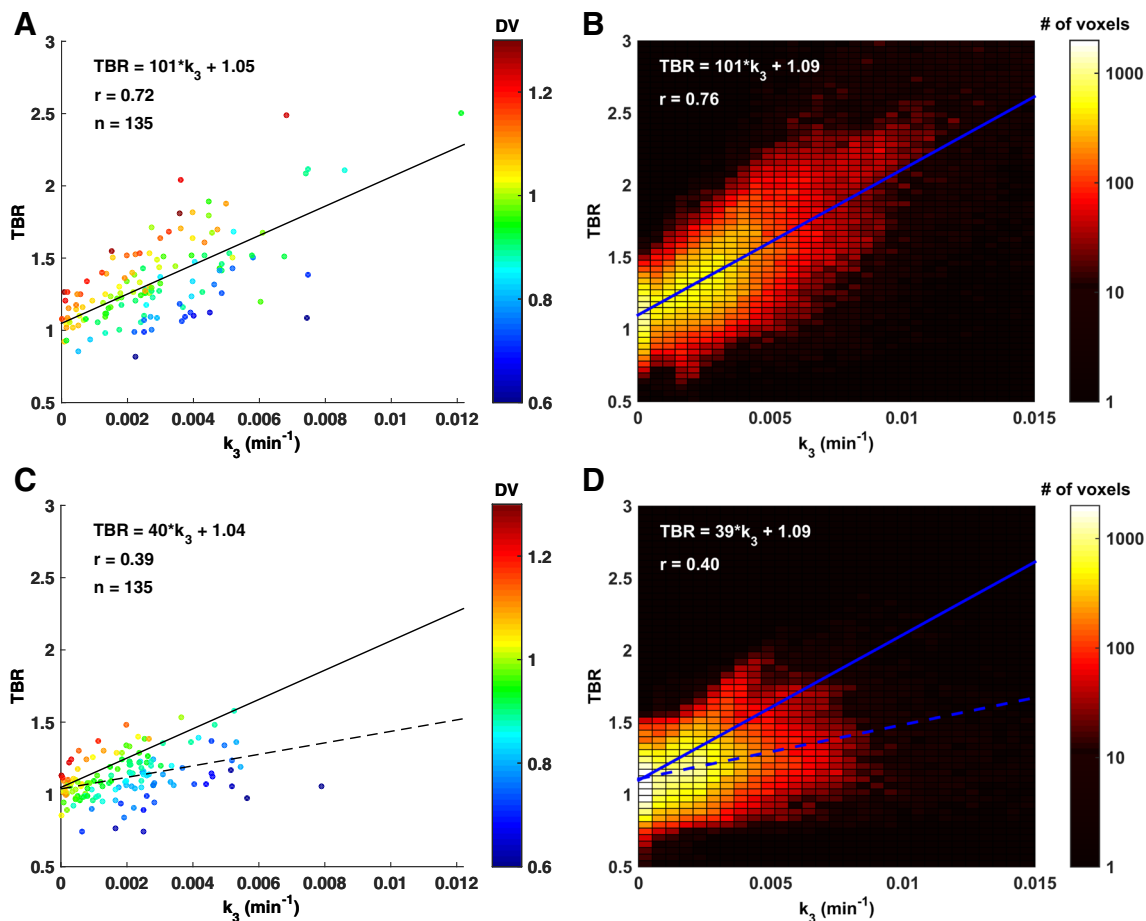 A
DV
TBR = 101*k3 + 1.05
r = 0.72
n = 135
3
2.5
2
1.5
1
0.5
TBR
0 0.002 0.004 0.006 0.008 0.01 0.012
k3 (min-1)
1.2
1
0.8
0.6
B
# of voxels
TBR = 101*k3 + 1.09
r = 0.76
3
2.5
2
1.5
1
0.5
TBR
0 0.005 0.01 0.015
k3 (min-1)
1000
100
10
1
C
DV
TBR = 40*k3 + 1.04
r = 0.39
n = 135
3
2.5
2
1.5
1
0.5
TBR
0 0.002 0.004 0.006 0.008 0.01 0.012
k3 (min-1)
1.2
1
0.8
0.6
D
# of voxels
TBR = 39*k3 + 1.09
r = 0.40
3
2.5
2
1.5
1
0.5
TBR
0 0.005 0.01 0.015
k3 (min-1)
1000
100
10
1